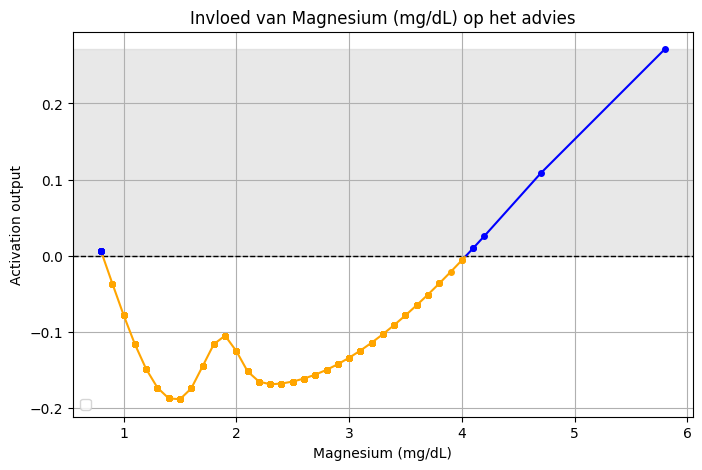 Invloed van Magnesium (mg/dL) op het advies
Activation output
0.2
0.1
0.0
−0.1
−0.2
1 2 3 4 5 6
Magnesium (mg/dL)